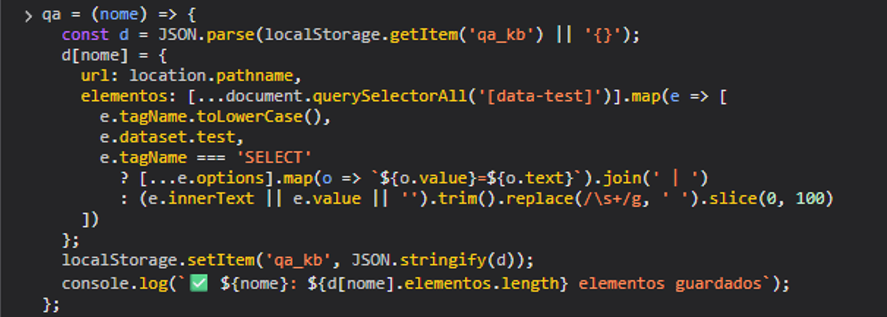 > qa = (nome) => {
    const d = JSON.parse(localStorage.getItem('qa_kb') || '{}');
    d[nome] = {
      url: location.pathname,
      elementos: [...document.querySelectorAll('[data-test]')].map(e => [
        e.tagName.toLowerCase(),
        e.dataset.test,
        e.tagName === 'SELECT'
          ? [...e.options].map(o => `${o.value}=${o.text}`).join(' | ')
          : (e.innerText || e.value || '').trim().replace(/\s+/g, ' ').slice(0, 100)
      ])
    };
    localStorage.setItem('qa_kb', JSON.stringify(d));
    console.log(`✅ ${nome}: ${d[nome].elementos.length} elementos guardados`);
  };